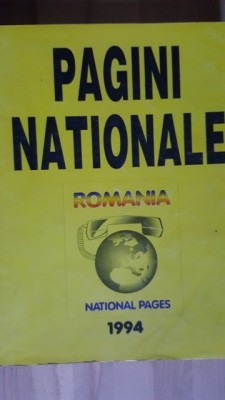 PAGINI
NATIONALE
ROMANIA
NATIONAL PAGES
1994